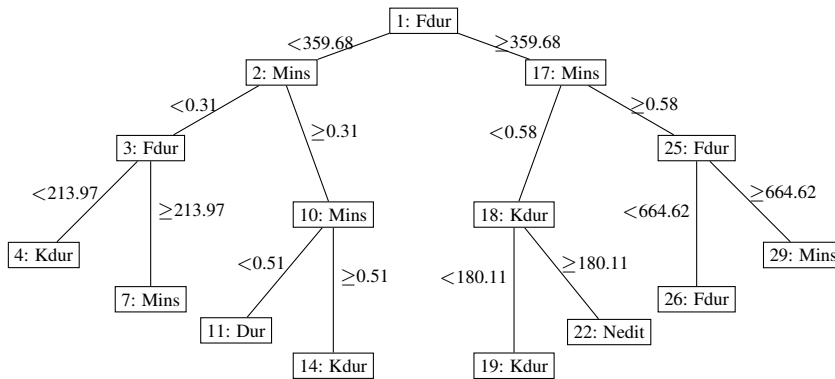 1: Fdur
<359.68
≥359.68
2: Mins
17: Mins
<0.31
≥0.31
<0.58
≥0.58
3: Fdur
25: Fdur
<213.97
≥213.97
<664.62
≥664.62
10: Mins
18: Kdur
4: Kdur
29: Mins
<0.51
≥0.51
<180.11
≥180.11
7: Mins
26: Fdur
11: Dur
22: Nedit
14: Kdur
19: Kdur